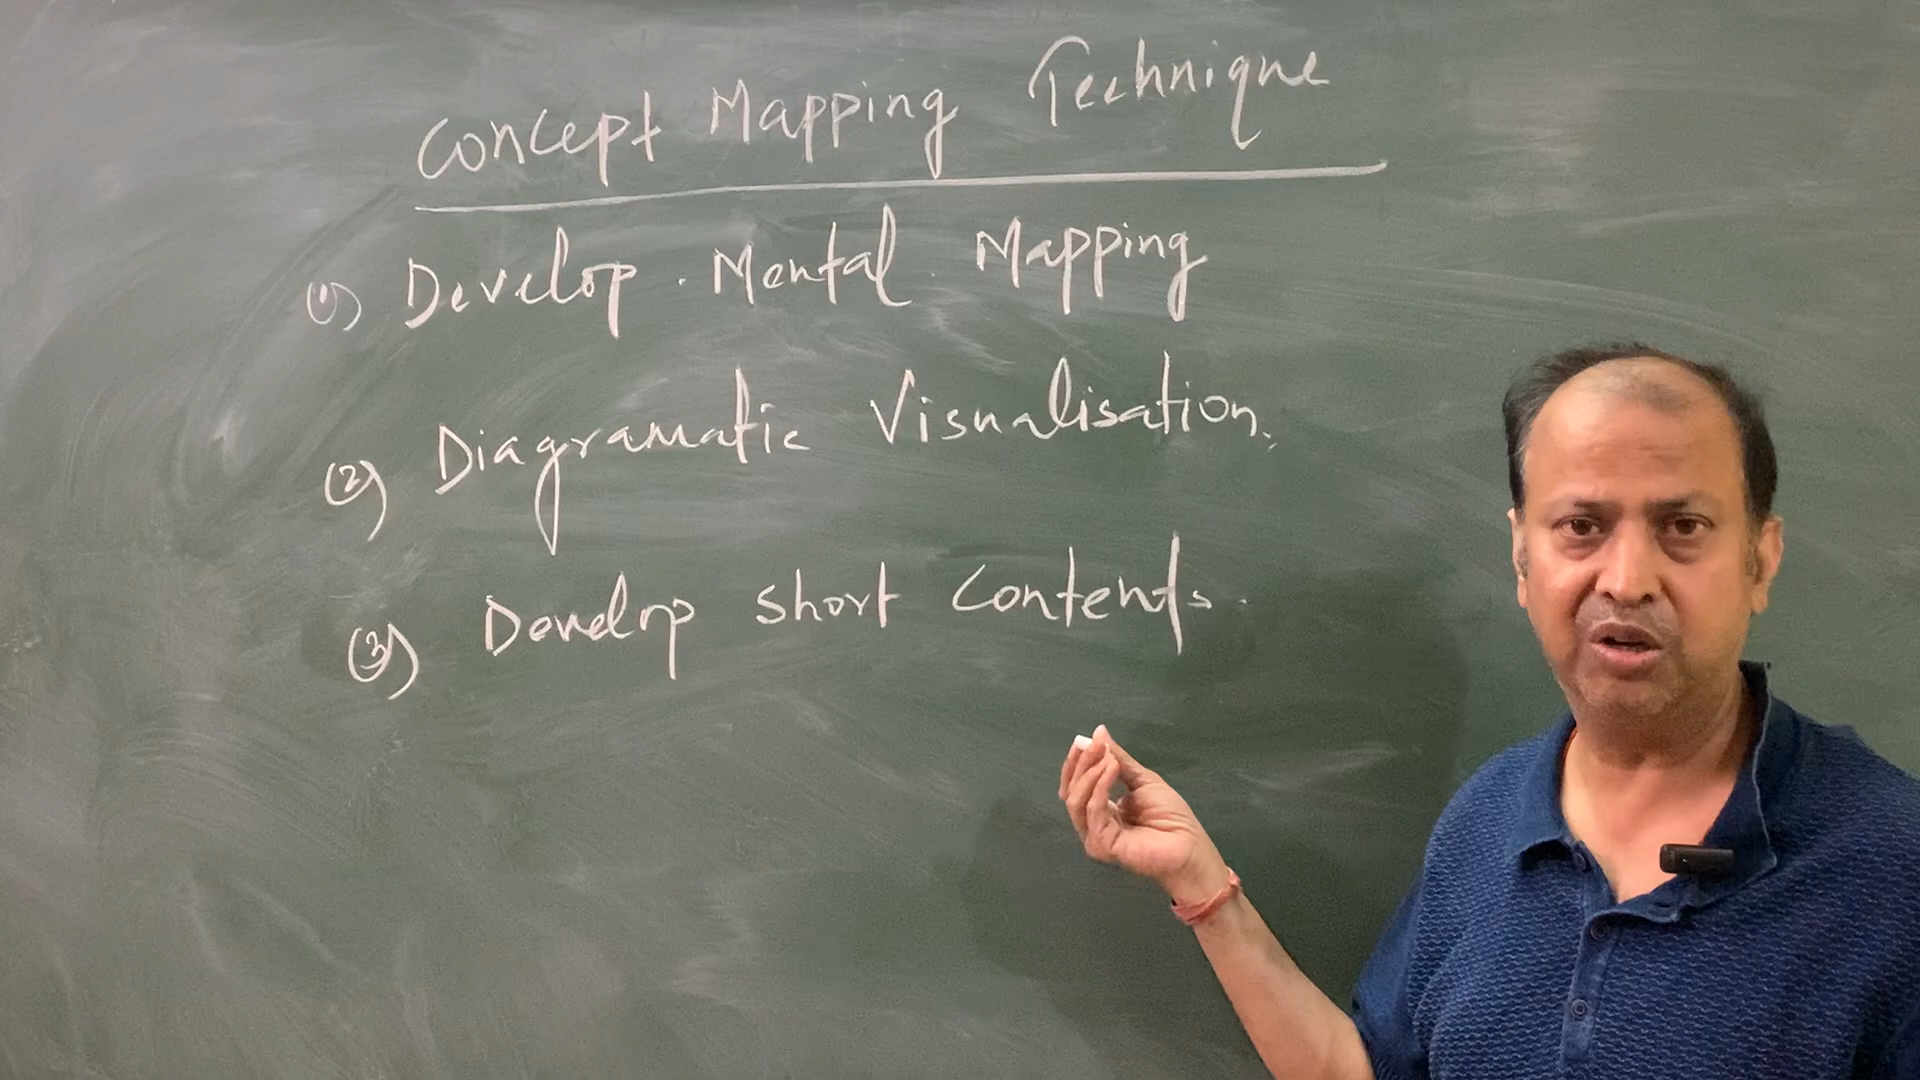 Concept Mapping Technique
(1) Develop Mental Mapping
(2) Diagramatic Visualisation.
(3) Develop short Contents.